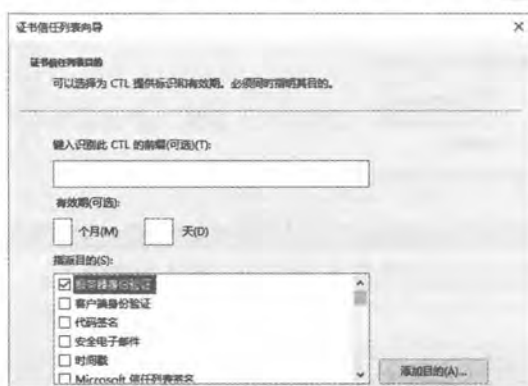 证书信任列表向导
证书信任列表目的
可以选择为 CTL 提供标识和有效期。必须同时指明其目的。
键入识别此 CTL 的前缀(可选)(T):
有效期(可选):
个月(M) 天(D)
指派目的(S):
服务器身份验证
客户端身份验证
代码签名
安全电子邮件
时间戳
Microsoft 信任列表签名
添加目的(A)...